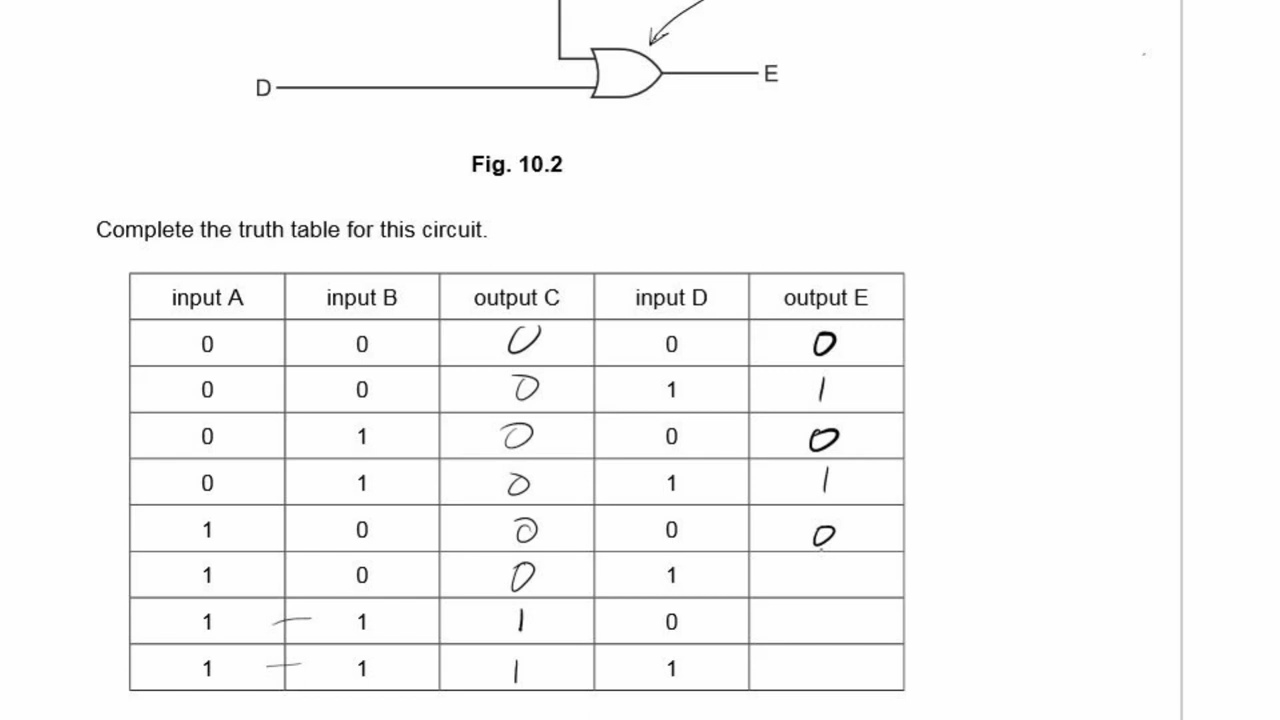 D
E
Fig. 10.2
Complete the truth table for this circuit.
input A input B output C input D output E
0 0 0 0 0
0 0 0 1 1
0 1 0 0 0
0 1 0 1 1
1 0 0 0 0
1 0 0 1
1 1 1 0
1 1 1 1